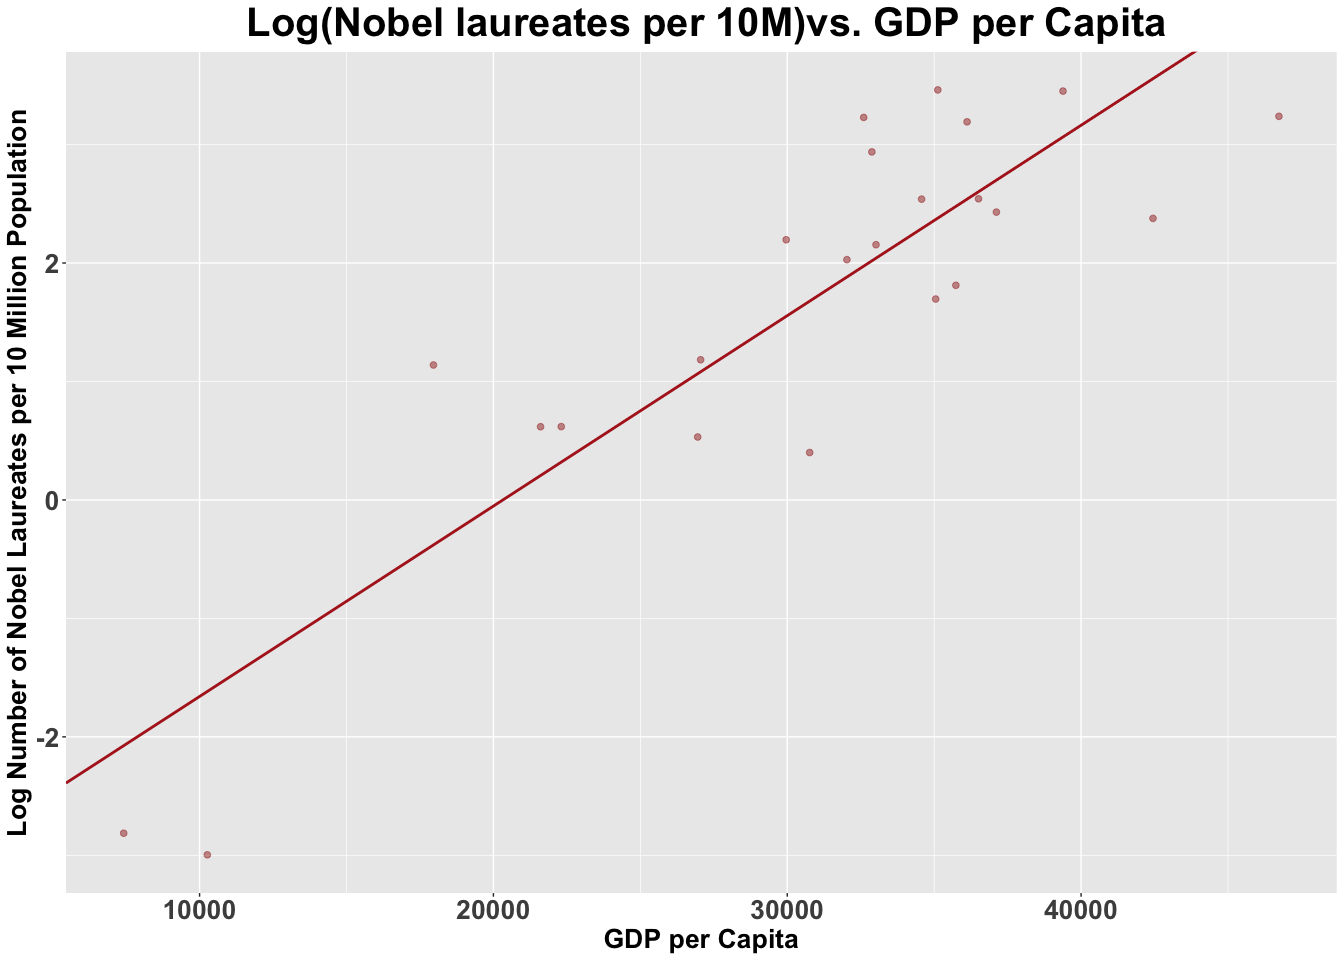 Log(Nobel laureates per 10M)vs. GDP per Capita
Log Number of Nobel Laureates per 10 Million Population
2
0
-2
10000
20000
30000
40000
GDP per Capita